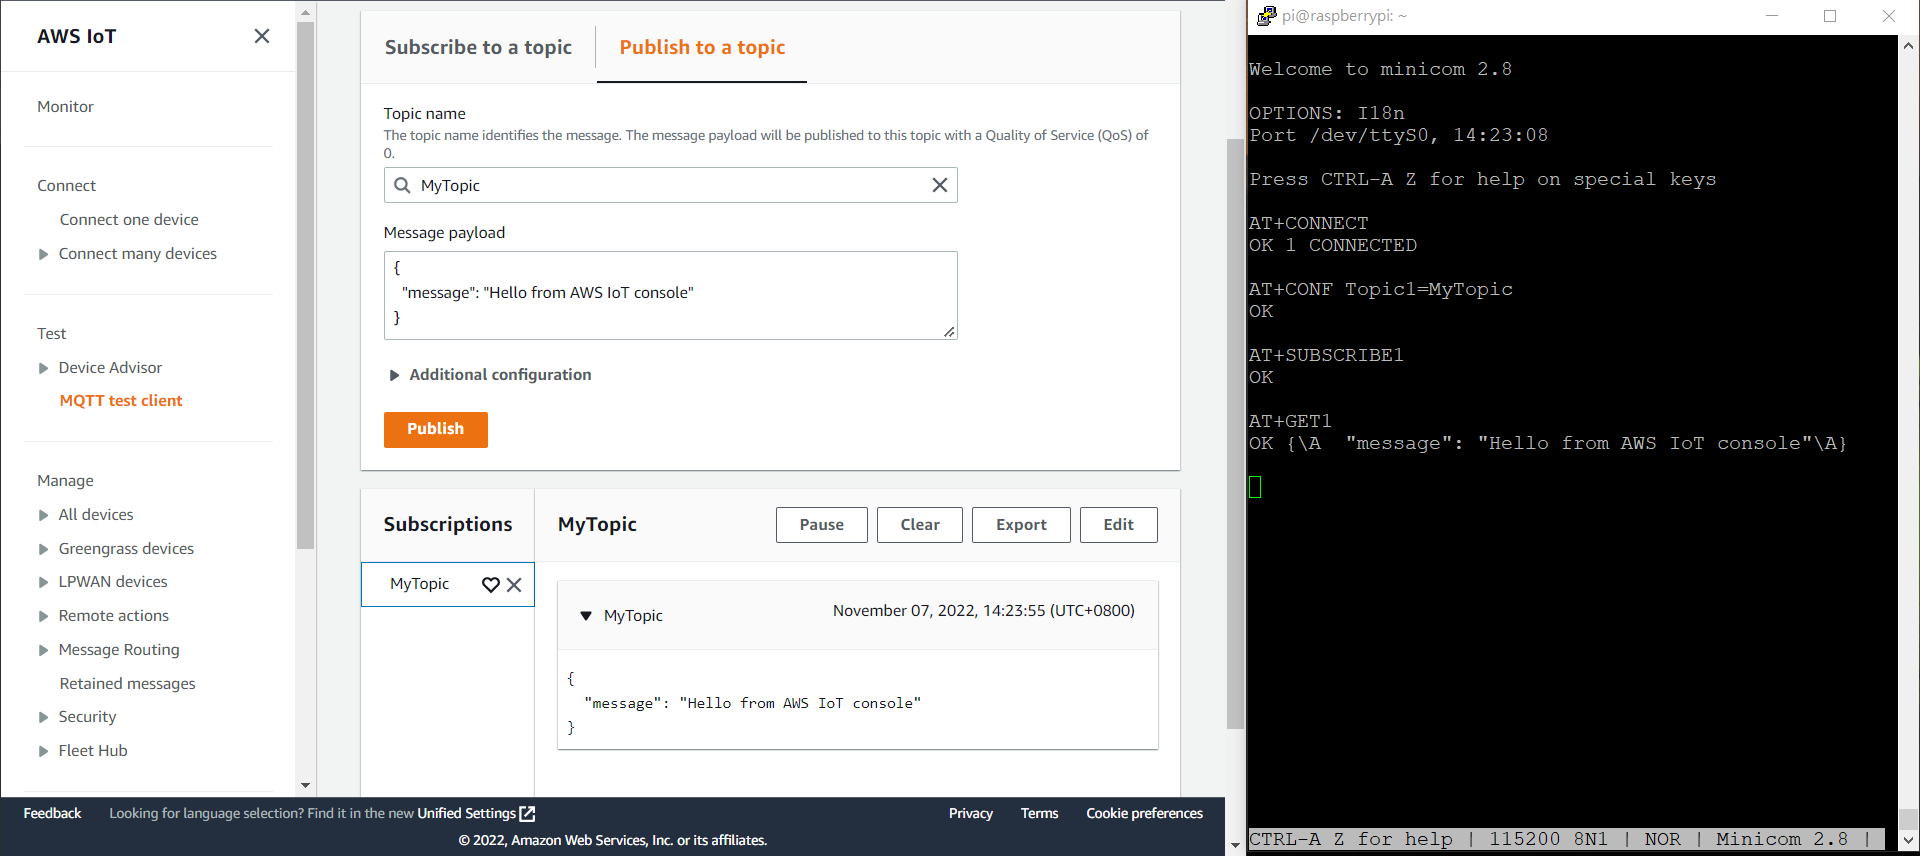 AWS IoT
Monitor
Connect
Connect one device
Connect many devices
Test
Device Advisor
MQTT test client
Manage
All devices
Greengrass devices
LPWAN devices
Remote actions
Message Routing
Retained messages
Security
Fleet Hub
Subscribe to a topic
Publish to a topic
Topic name
The topic name identifies the message. The message payload will be published to this topic with a Quality of Service (QoS) of
0.
MyTopic
Message payload
{
"message": "Hello from AWS IoT console"
}
Additional configuration
Publish
Subscriptions
MyTopic
MyTopic
Pause
Clear
Export
Edit
MyTopic
November 07, 2022, 14:23:55 (UTC+0800)
{
"message": "Hello from AWS IoT console"
}
Feedback
Looking for language selection? Find it in the new Unified Settings
Privacy
Terms
Cookie preferences
© 2022, Amazon Web Services, Inc. or its affiliates.
pi@raspberrypi: ~
Welcome to minicom 2.8
OPTIONS: I18n
Port /dev/ttyS0, 14:23:08
Press CTRL-A Z for help on special keys
AT+CONNECT
OK 1 CONNECTED
AT+CONF Topic1=MyTopic
OK
AT+SUBSCRIBE1
OK
AT+GET1
OK {\A  "message": "Hello from AWS IoT console"\A}
CTRL-A Z for help | 115200 8N1 | NOR | Minicom 2.8 |